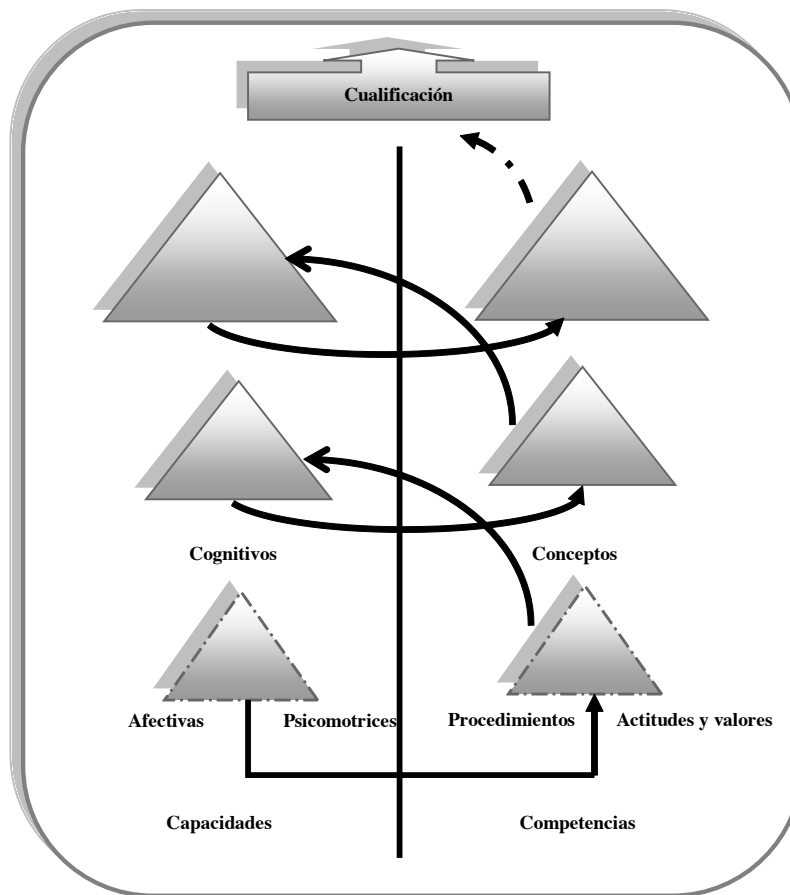 Cualificación
Cognitivos
Conceptos
Afectivas
Psicomotrices
Procedimientos
Actitudes y valores
Capacidades
Competencias